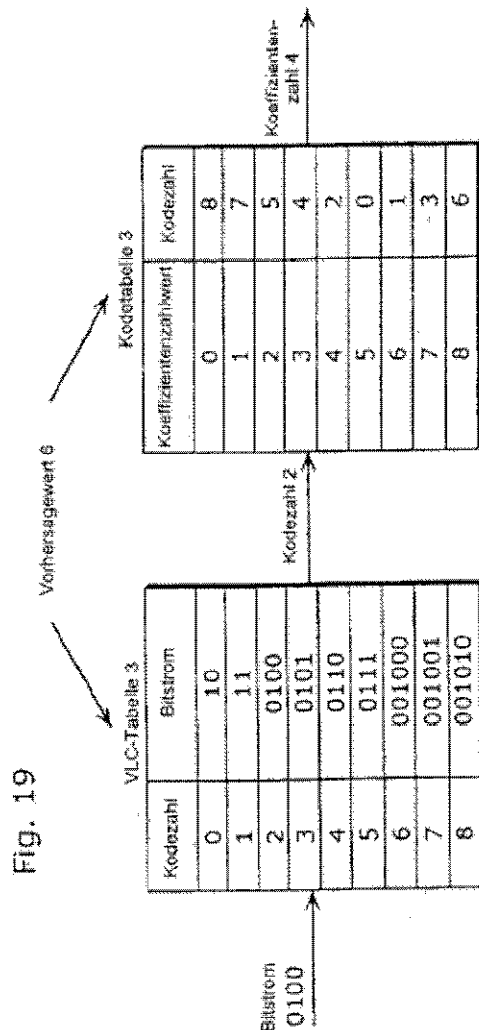 Fig. 19
Vorhersagewert 6
VLC-Tabelle 3
Kodezahl Bitstrom
0 10
1 11
2 0100
3 0101
4 0110
5 0111
6 001000
7 001001
8 001010
Bitstrom
0100
Kodezahl 2
Kodetabelle 3
Koeffizientenzahlwert Kodezahl
0 8
1 7
2 5
3 4
4 2
5 0
6 1
7 3
8 6
Koeffizienten-
zahl 4